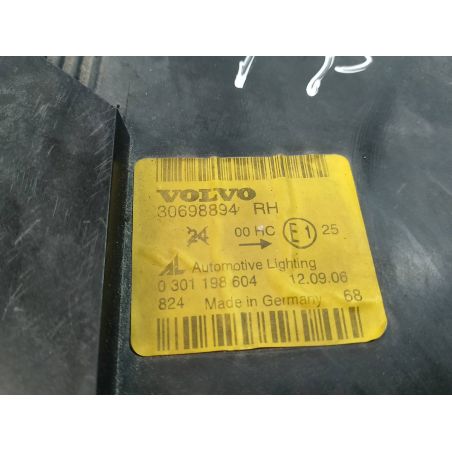 VOLVO
30698894 RH
24 00 HC → E1 25
AL Automotive Lighting
0 301 198 604 12.09.06
824 Made in Germany 68